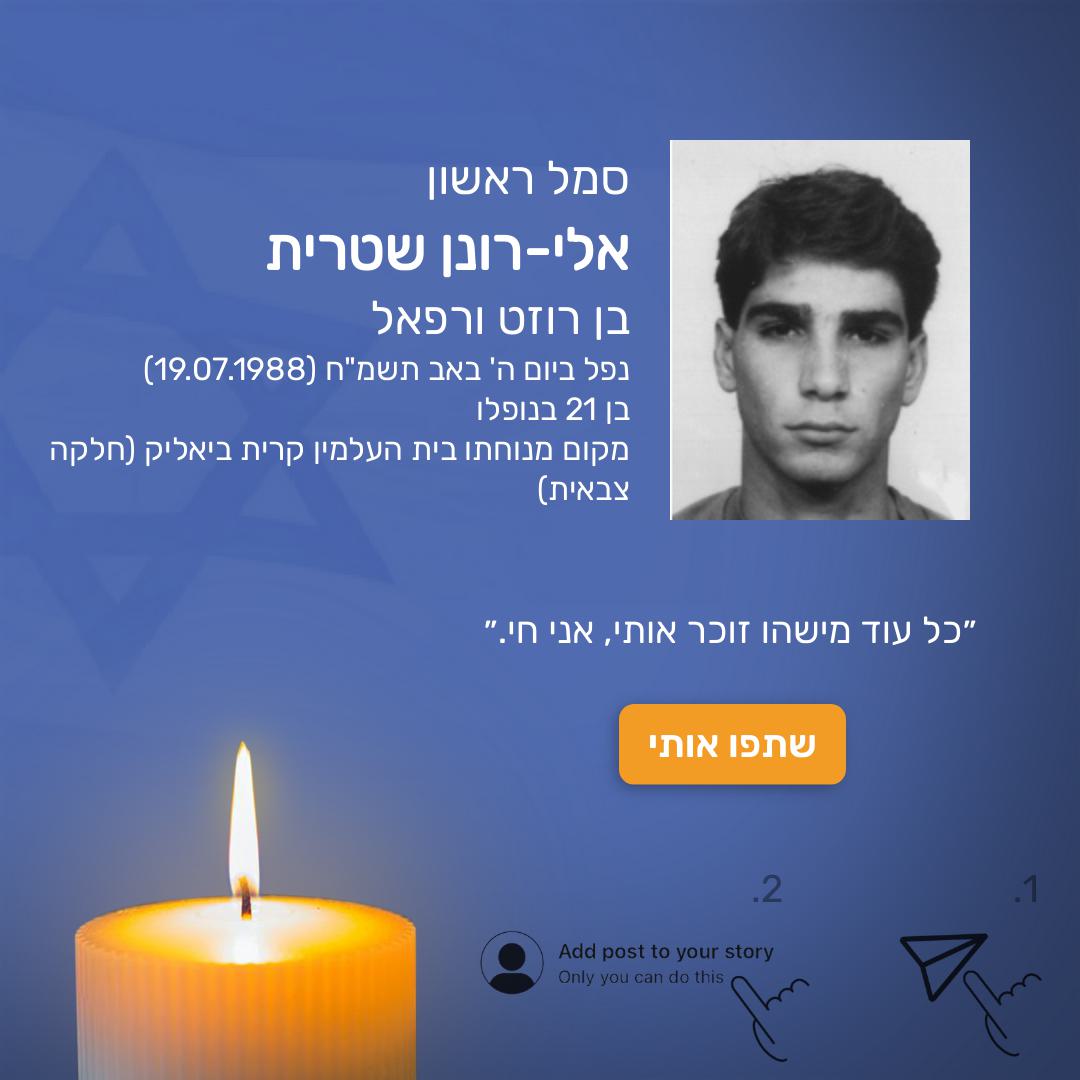 סמל ראשון
אלי-רונן שטרית
בן רוזט ורפאל
נפל ביום ה' באב תשמ"ח (19.07.1988)
בן 21 בנופלו
מקום מנוחתו בית העלמין קרית ביאליק (חלקה
צבאית)
״כל עוד מישהו זוכר אותי, אני חי.״
שתפו אותי
1.
2.
Add post to your story
Only you can do this